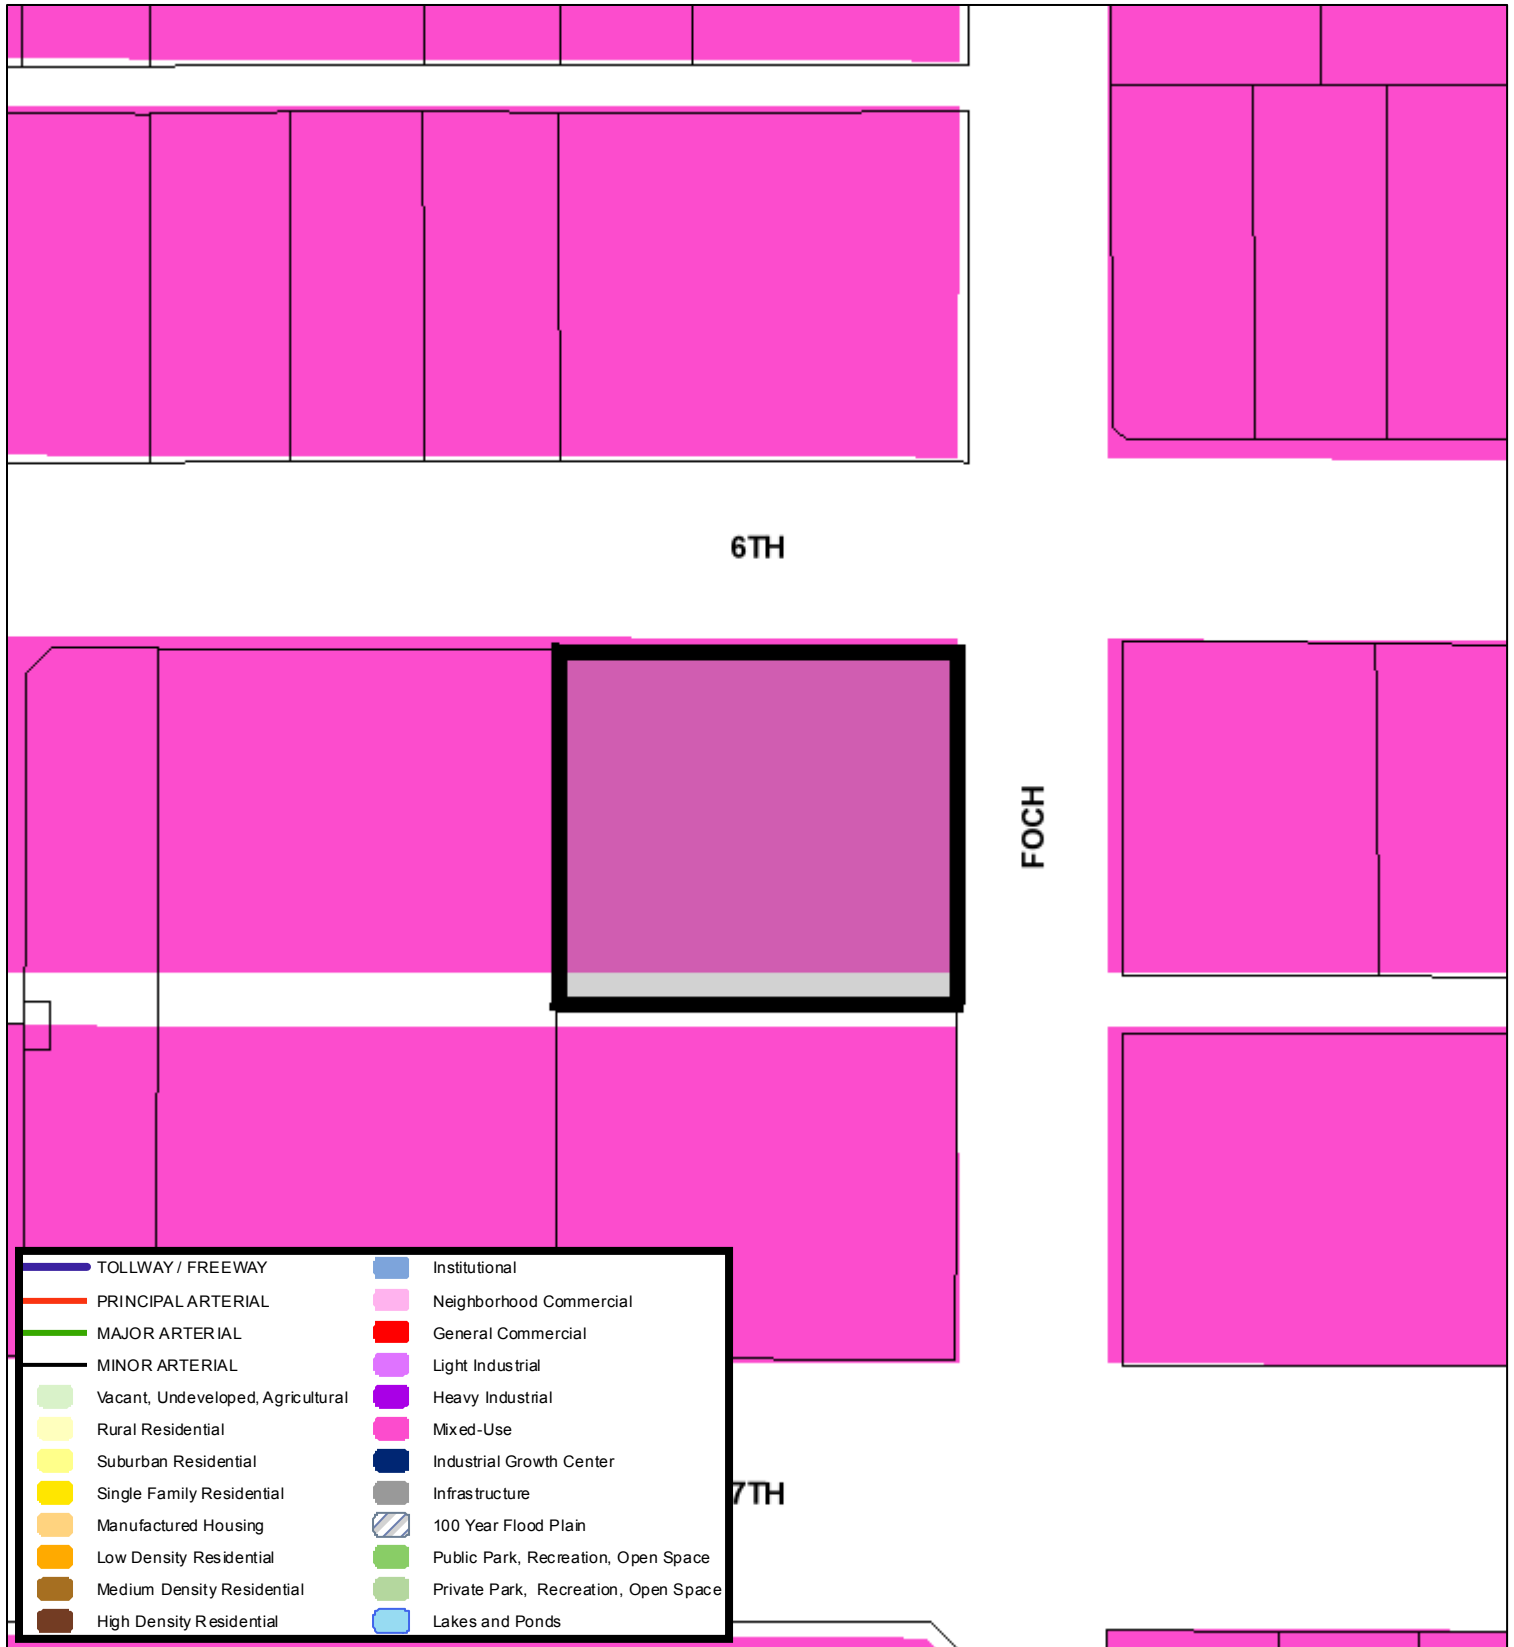 6TH
FOCH
TOLLWAY / FREEWAY
PRINCIPAL ARTERIAL
MAJOR ARTERIAL
MINOR ARTERIAL
Vacant, Undeveloped, Agricultural
Rural Residential
Suburban Residential
Single Family Residential
Manufactured Housing
Low Density Residential
Medium Density Residential
High Density Residential
Institutional
Neighborhood Commercial
General Commercial
Light Industrial
Heavy Industrial
Mixed-Use
Industrial Growth Center
Infrastructure
100 Year Flood Plain
Public Park, Recreation, Open Space
Private Park, Recreation, Open Space
Lakes and Ponds
7TH